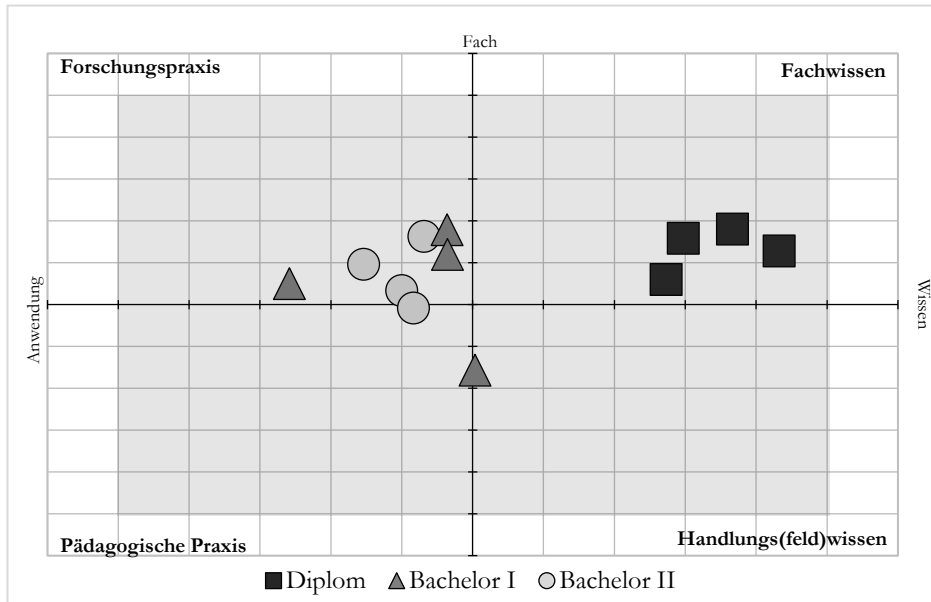 Fach
Forschungspraxis
Fachwissen
Anwendung
Wissen
Pädagogische Praxis
Handlungs(feld)wissen
Diplom Bachelor I Bachelor II